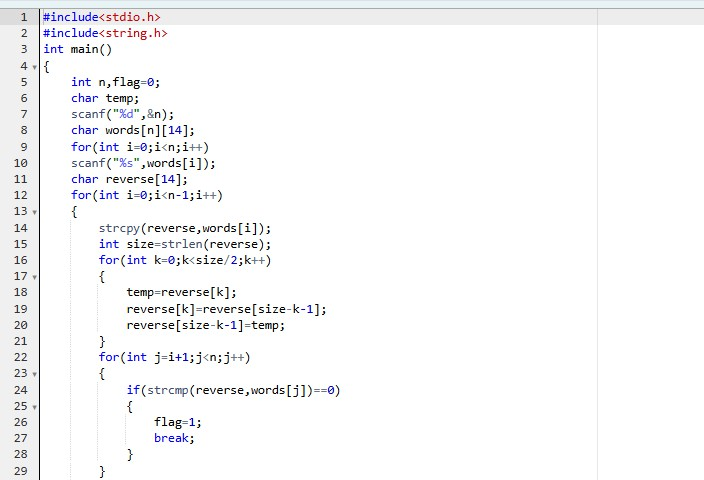 1 #include<stdio.h>
2 #include<string.h>
3 int main()
4 {
5     int n,flag=0;
6     char temp;
7     scanf("%d",&n);
8     char words[n][14];
9     for(int i=0;i<n;i++)
10     scanf("%s",words[i]);
11     char reverse[14];
12     for(int i=0;i<n-1;i++)
13     {
14         strcpy(reverse,words[i]);
15         int size=strlen(reverse);
16         for(int k=0;k<size/2;k++)
17         {
18             temp=reverse[k];
19             reverse[k]=reverse[size-k-1];
20             reverse[size-k-1]=temp;
21         }
22         for(int j=i+1;j<n;j++)
23         {
24             if(strcmp(reverse,words[j])==0)
25             {
26                 flag=1;
27                 break;
28             }
29         }